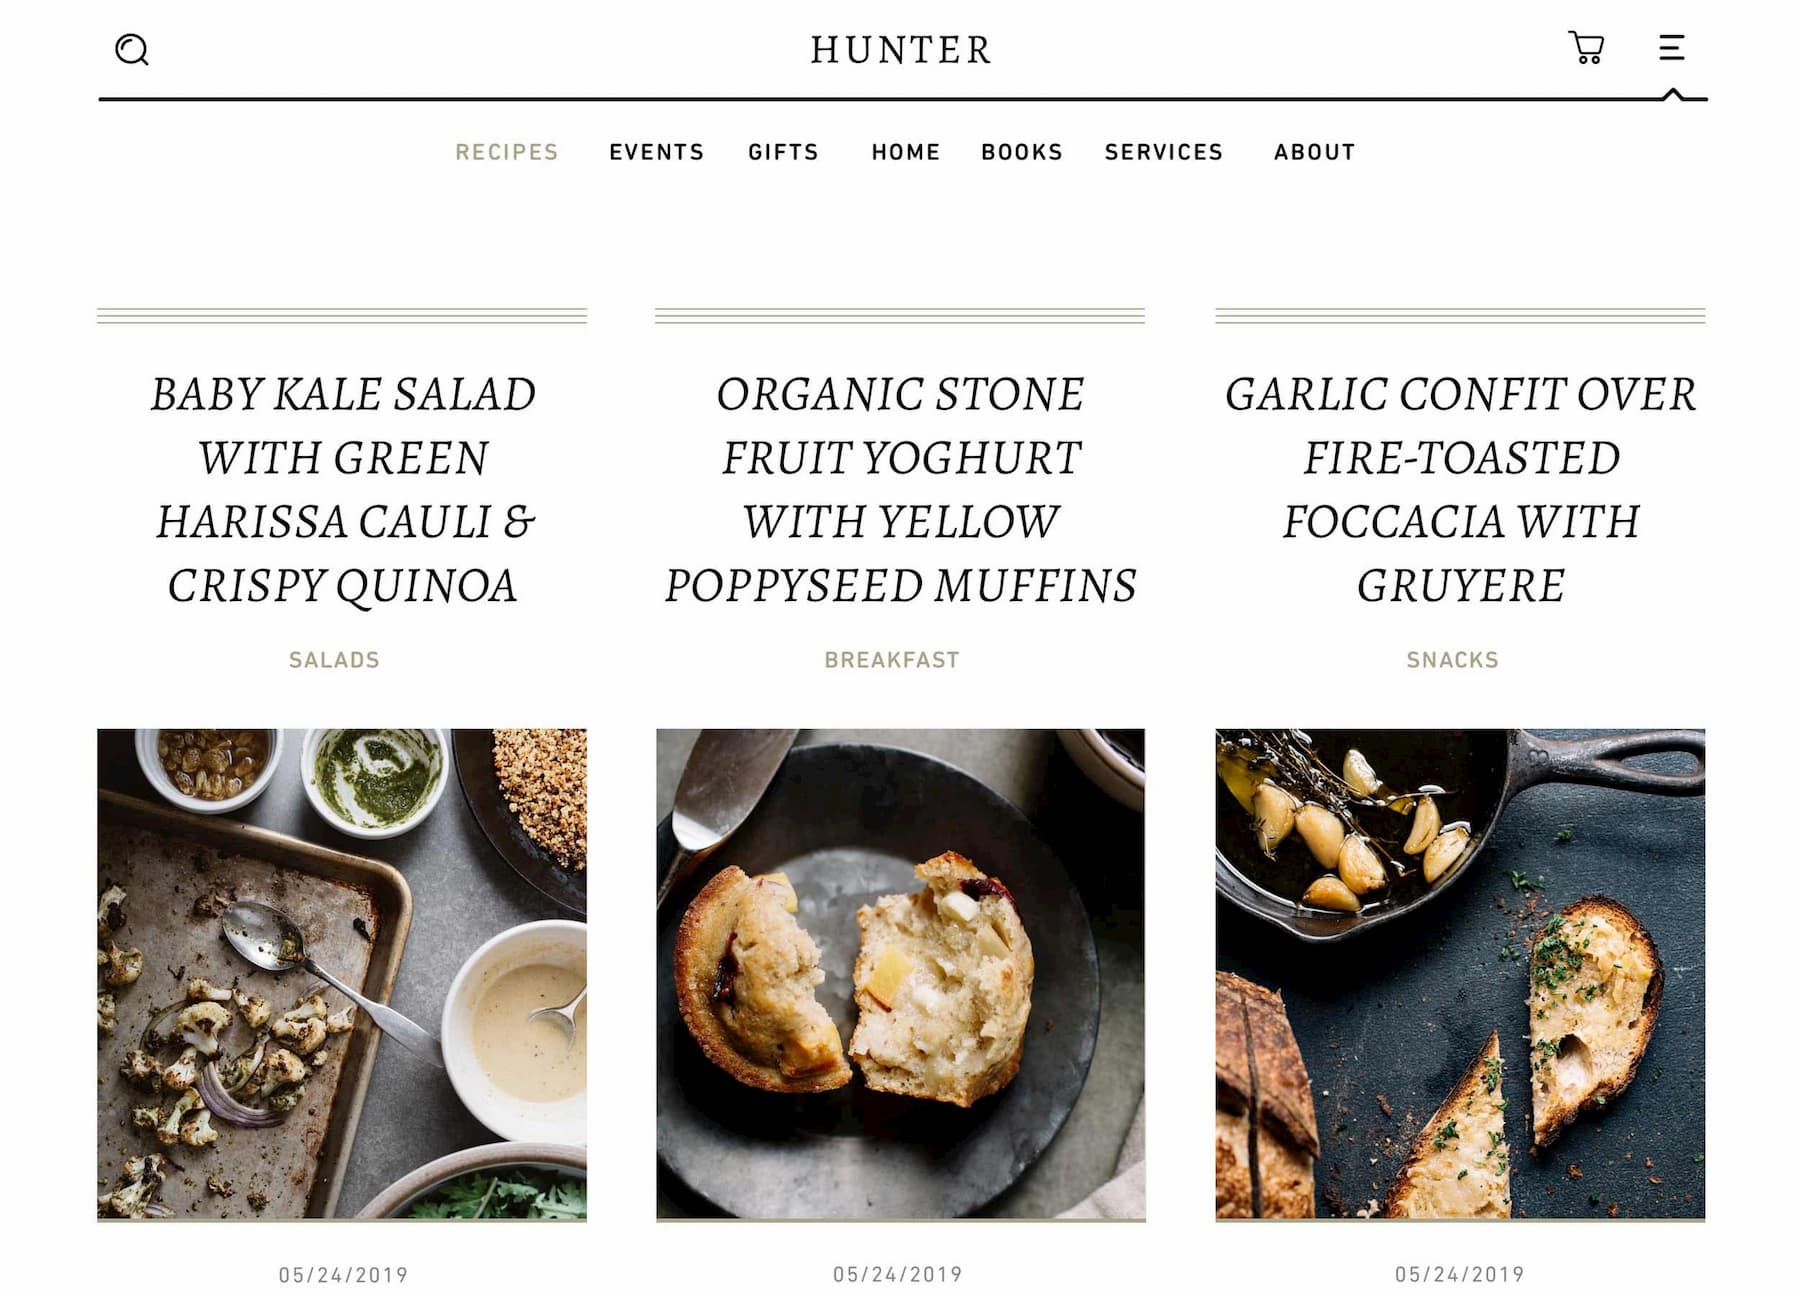 HUNTER
RECIPES EVENTS GIFTS HOME BOOKS SERVICES ABOUT
BABY KALE SALAD
WITH GREEN
HARISSA CAULI &
CRISPY QUINOA
SALADS
05/24/2019
ORGANIC STONE
FRUIT YOGHURT
WITH YELLOW
POPPYSEED MUFFINS
BREAKFAST
05/24/2019
GARLIC CONFIT OVER
FIRE-TOASTED
FOCCACIA WITH
GRUYERE
SNACKS
05/24/2019